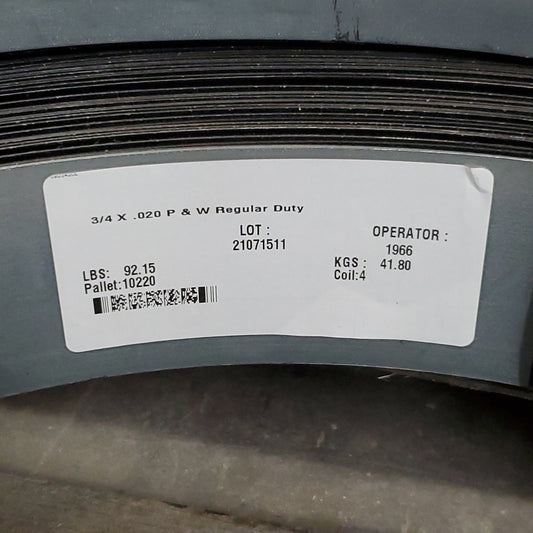 3/4 X .020 P & W Regular Duty
LOT :
21071511
OPERATOR :
1966
LBS: 92.15
KGS : 41.80
Pallet:10220
Coil:4